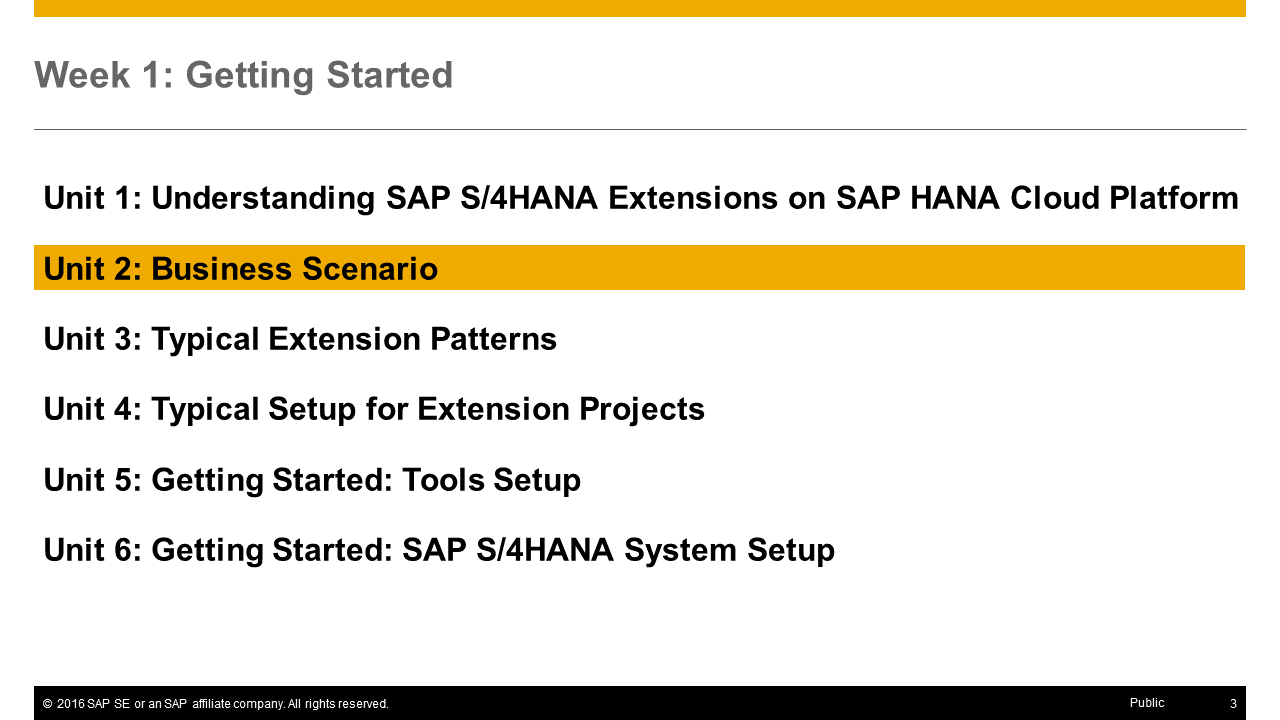 Week 1: Getting Started
Unit 1: Understanding SAP S/4HANA Extensions on SAP HANA Cloud Platform
Unit 2: Business Scenario
Unit 3: Typical Extension Patterns
Unit 4: Typical Setup for Extension Projects
Unit 5: Getting Started: Tools Setup
Unit 6: Getting Started: SAP S/4HANA System Setup
© 2016 SAP SE or an SAP affiliate company. All rights reserved. Public 3